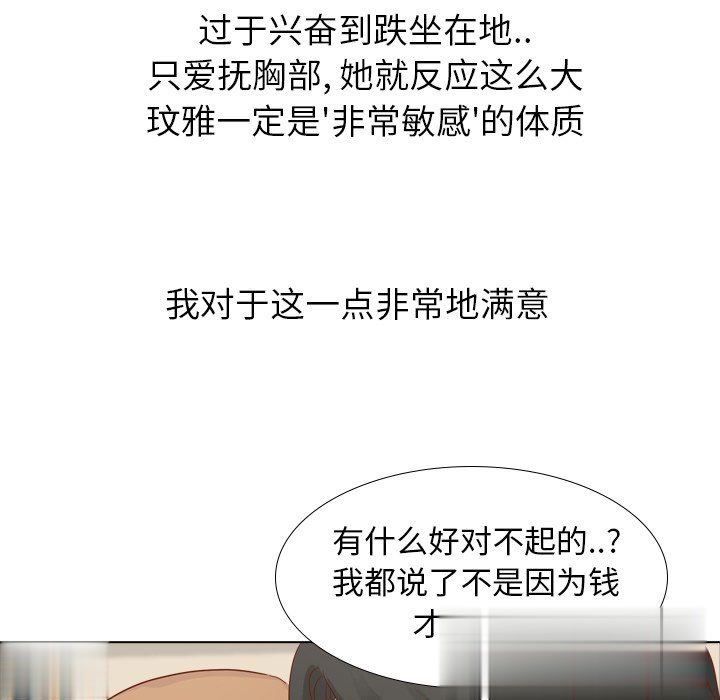 过于兴奋到跌坐在地..
只爱抚胸部, 她就反应这么大
玟雅一定是'非常敏感'的体质
我对于这一点非常地满意
有什么好对不起的..?
我都说了不是因为钱
才